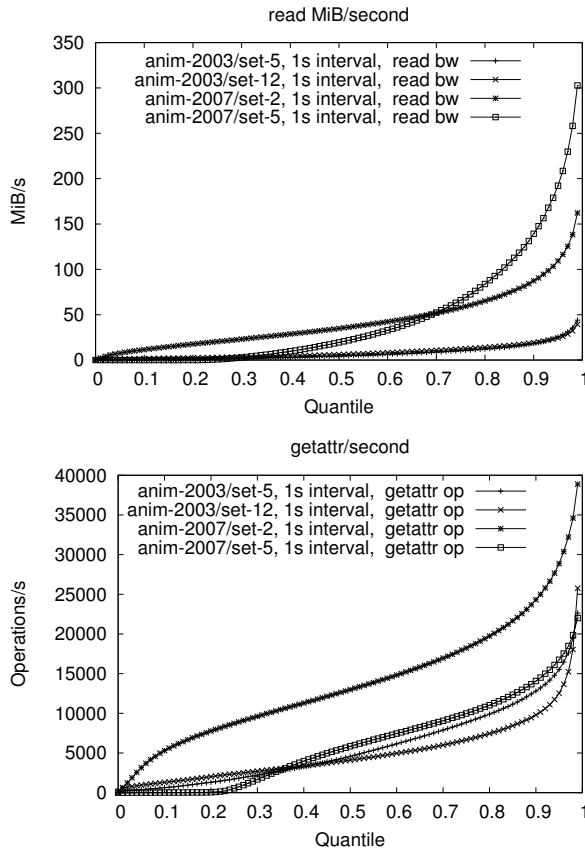 read MiB/second
350
300
250
200
150
100
50
0
MiB/s
anim-2003/set-5, 1s interval, read bw
anim-2003/set-12, 1s interval, read bw
anim-2007/set-2, 1s interval, read bw
anim-2007/set-5, 1s interval, read bw
0 0.1 0.2 0.3 0.4 0.5 0.6 0.7 0.8 0.9 1
Quantile
getattr/second
40000
35000
30000
25000
20000
15000
10000
5000
0
Operations/s
anim-2003/set-5, 1s interval, getattr op
anim-2003/set-12, 1s interval, getattr op
anim-2007/set-2, 1s interval, getattr op
anim-2007/set-5, 1s interval, getattr op
0 0.1 0.2 0.3 0.4 0.5 0.6 0.7 0.8 0.9 1
Quantile